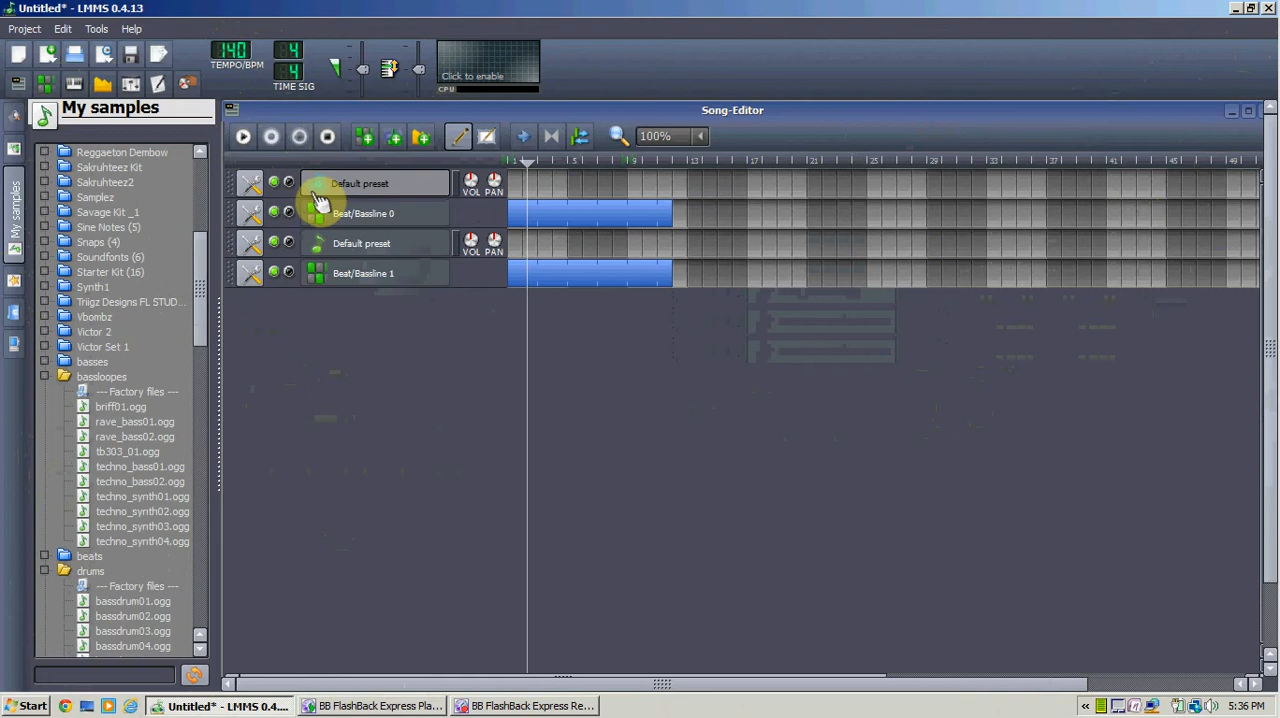 Untitled* - LMMS 0.4.13
Project Edit Tools Help
140
TEMPO/BPM
4
4
TIME SIG
Click to enable
CPU
My samples
My samples
Reggaeton Dembow
Sakruhteez Kit
Sakruhteez2
Samplez
Savage Kit _1
Sine Notes (5)
Snaps (4)
Soundfonts (6)
Starter Kit (16)
Synth1
Triigz Designs FL STUD...
Vbombz
Victor 2
Victor Set 1
basses
bassloopes
--- Factory files ---
briff01.ogg
rave_bass01.ogg
rave_bass02.ogg
tb303_01.ogg
techno_bass01.ogg
techno_bass02.ogg
techno_synth01.ogg
techno_synth02.ogg
techno_synth03.ogg
techno_synth04.ogg
beats
drums
--- Factory files ---
bassdrum01.ogg
bassdrum02.ogg
bassdrum03.ogg
bassdrum04.ogg
Song-Editor
100%
1 5 9 13 17 21 25 29 33 37 41 45 49
Default preset VOL PAN
Beat/Bassline 0
Default preset VOL PAN
Beat/Bassline 1
Start Untitled* - LMMS 0.4.... BB FlashBack Express Pla... BB FlashBack Express Re... 5:36 PM